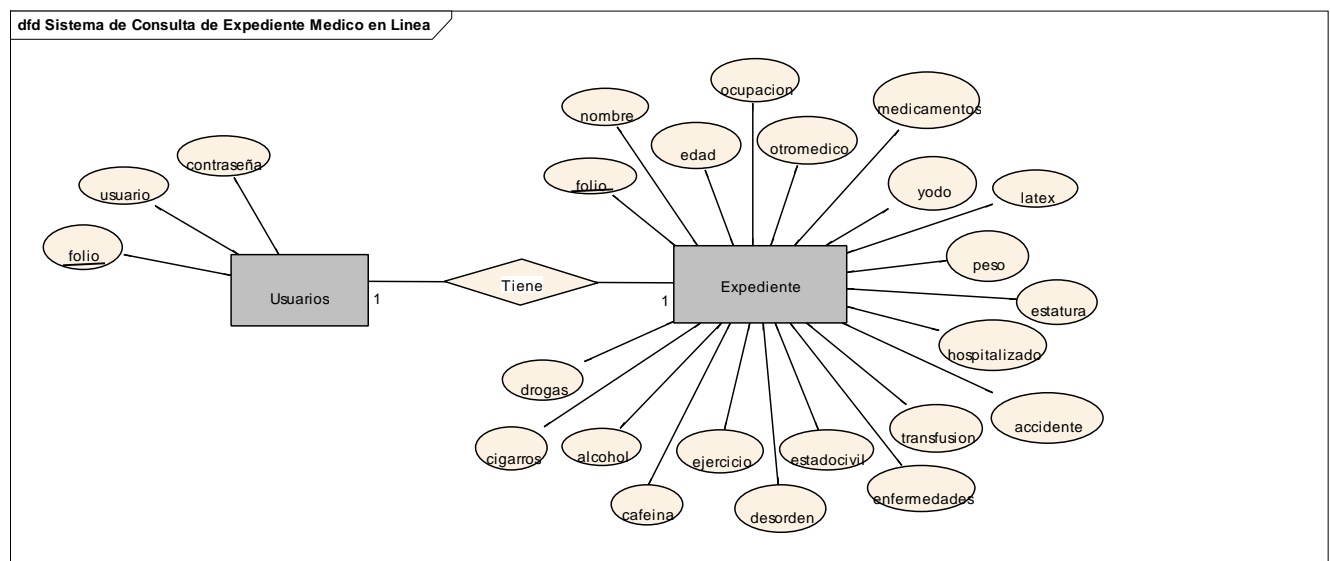 dfd Sistema de Consulta de Expediente Medico en Linea
ocupacion
medicamentos
nombre
otromedico
edad
contraseña
folio
usuario
yodo
latex
folio
peso
Usuarios
1
Tiene
1
Expediente
estatura
hospitalizado
drogas
accidente
cigarros
alcohol
ejercicio
estadocivil
transfusion
enfermedades
cafeina
desorden